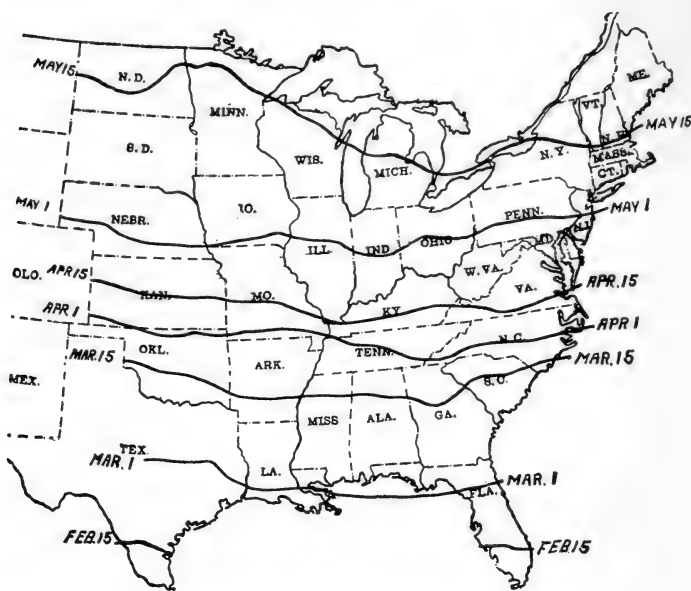 MAY 15
N.D.
MINN.
ME.
VT.
N.H.
MAY 15
S.D.
WIS.
MICH.
N.Y.
MASS.
CT.
MAY 1
NEBR.
IO.
ILL.
IND
OHIO
PENN.
N.J.
MAY 1
MD.
OLO.
APR 15
KAN.
MO.
KY
W.VA.
VA.
APR. 15
APR. 1
OKL.
ARK.
TENN.
N.C.
APR 1
MAR. 15
MEX.
MISS
ALA.
GA.
S.C.
MAR. 15
TEX.
MAR. 1
LA.
FLA.
MAR. 1
FEB. 15
FEB. 15